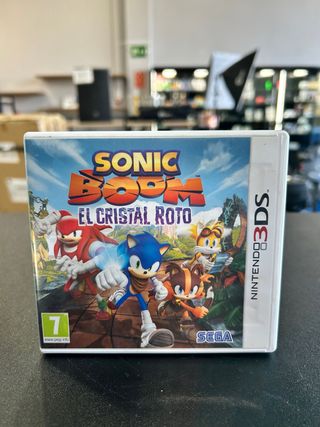 SONIC
BOOM
EL CRISTAL ROTO
NINTENDO 3DS
7
www.pegi.info
SEGA